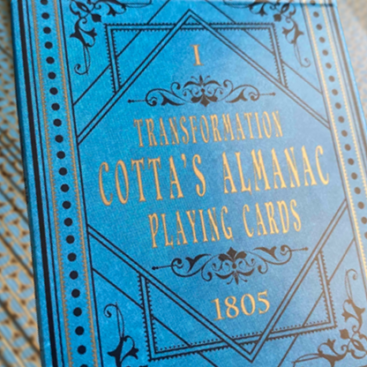 I
TRANSFORMATION
COTTA'S ALMANAC
PLAYING CARDS
1805